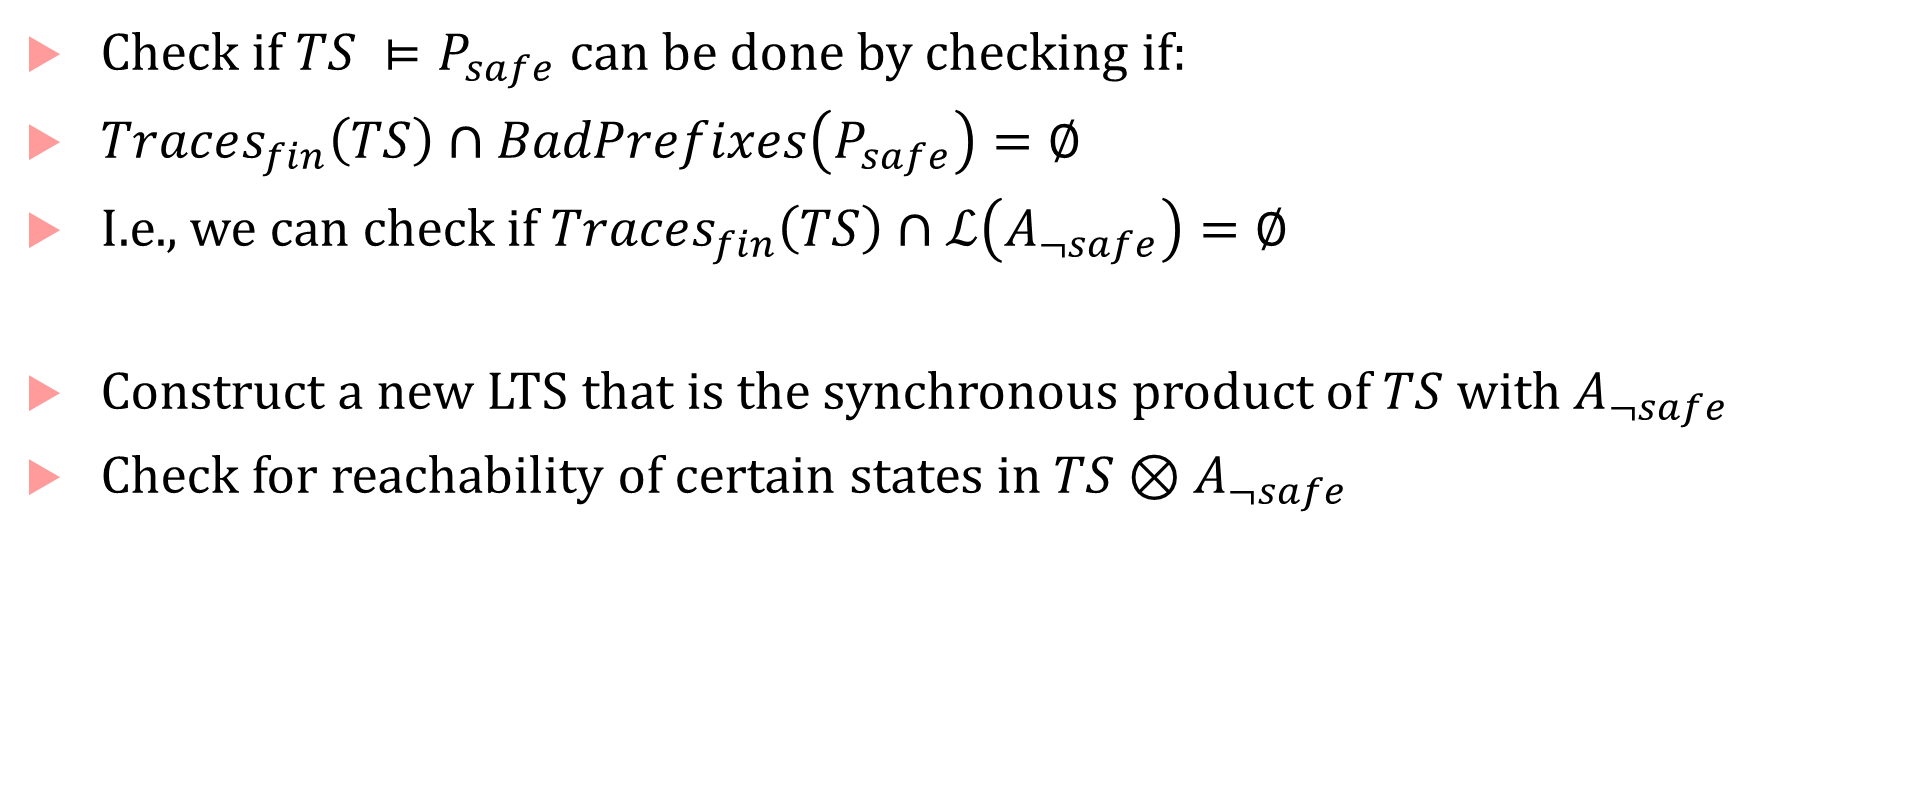 Check if TS ⊨ P_safe can be done by checking if:
Traces_fin(TS) ∩ BadPrefixes(P_safe) = ∅
I.e., we can check if Traces_fin(TS) ∩ ℒ(A_¬safe) = ∅
Construct a new LTS that is the synchronous product of TS with A_¬safe
Check for reachability of certain states in TS ⊗ A_¬safe